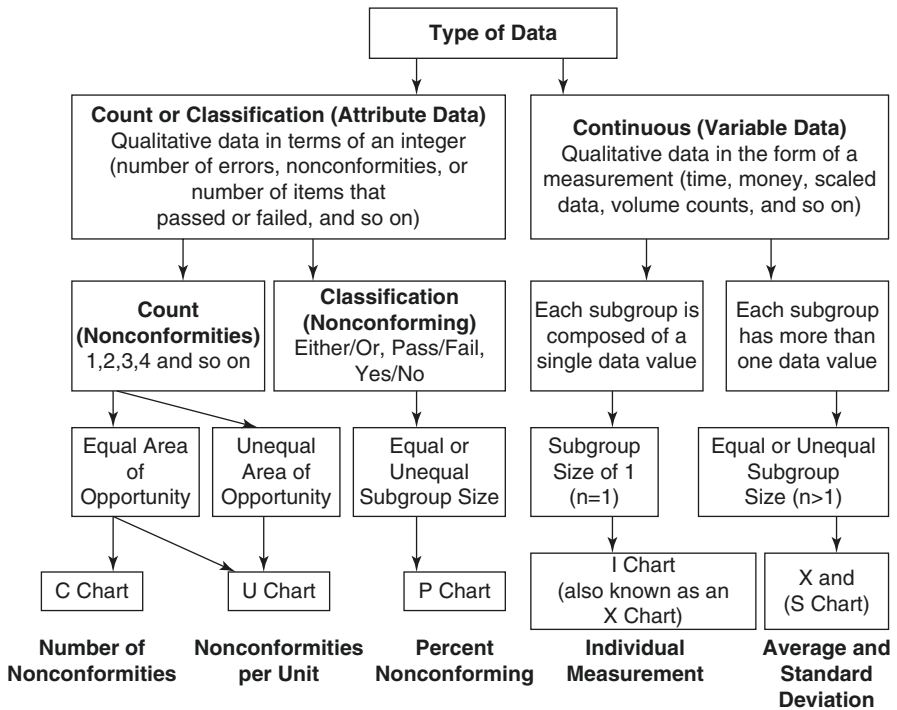 Type of Data
Count or Classification (Attribute Data)
Qualitative data in terms of an integer
(number of errors, nonconformities, or
number of items that
passed or failed, and so on)
Continuous (Variable Data)
Qualitative data in the form of a
measurement (time, money, scaled
data, volume counts, and so on)
Count
(Nonconformities)
1,2,3,4 and so on
Classification
(Nonconforming)
Either/Or, Pass/Fail,
Yes/No
Each subgroup is
composed of a
single data value
Each subgroup
has more than
one data value
Equal Area
of
Opportunity
Unequal
Area of
Opportunity
Equal or
Unequal
Subgroup Size
Subgroup
Size of 1
(n=1)
Equal or Unequal
Subgroup
Size (n>1)
C Chart
U Chart
P Chart
I Chart
(also known as an
X Chart)
X and
(S Chart)
Number of
Nonconformities
Nonconformities
per Unit
Percent
Nonconforming
Individual
Measurement
Average and
Standard
Deviation